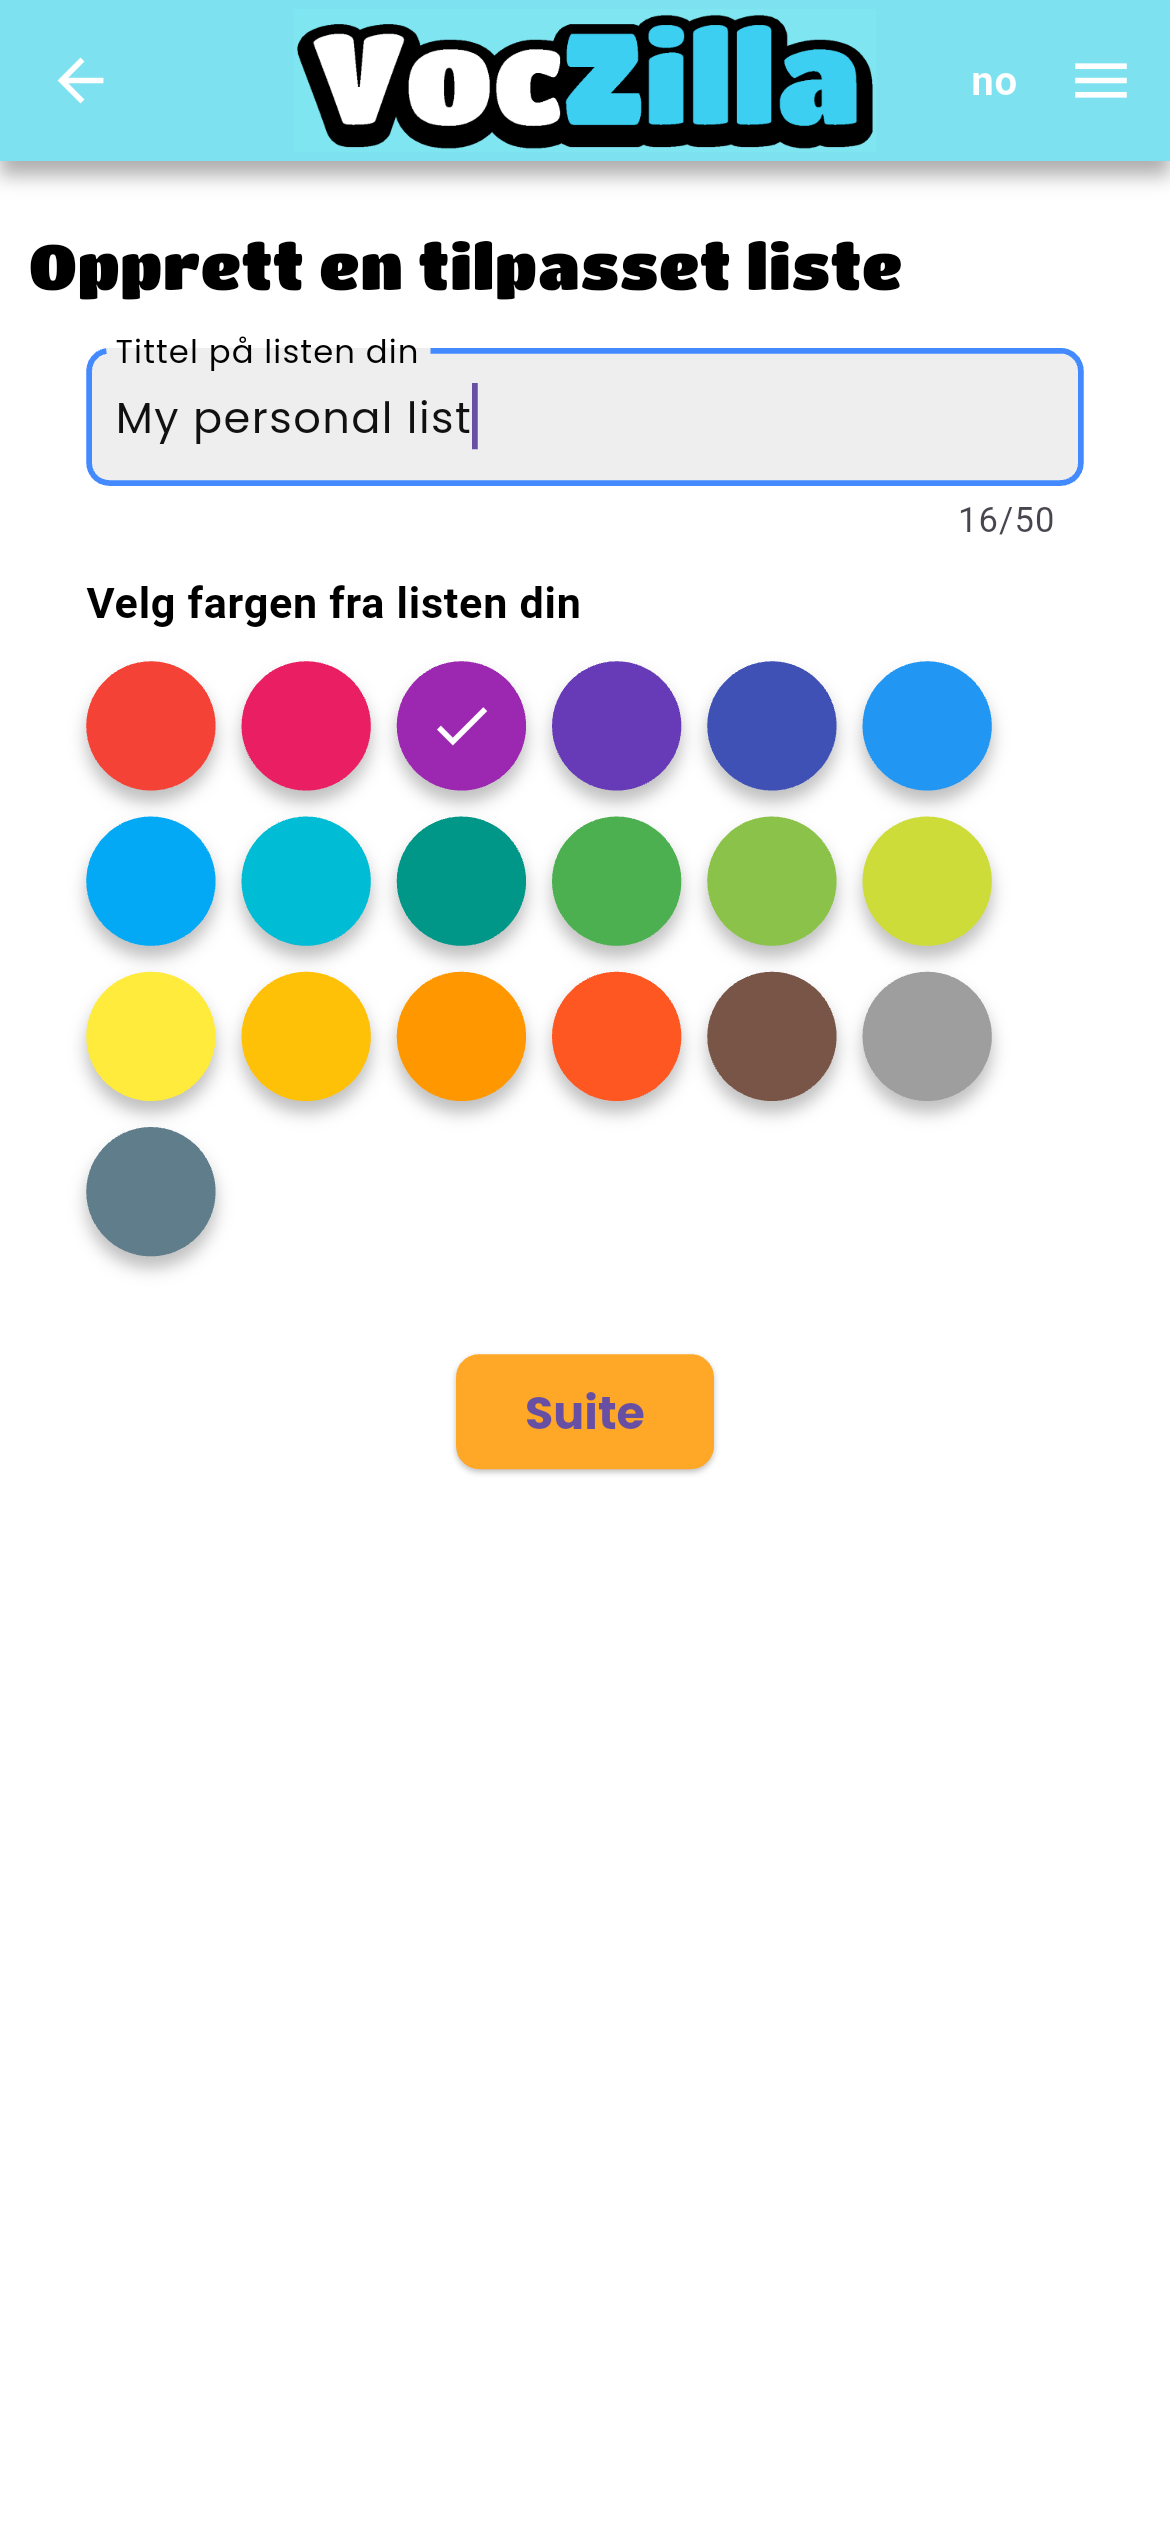 VocZilla
no
Opprett en tilpasset liste
Tittel på listen din
My personal list
16/50
Velg fargen fra listen din
Suite